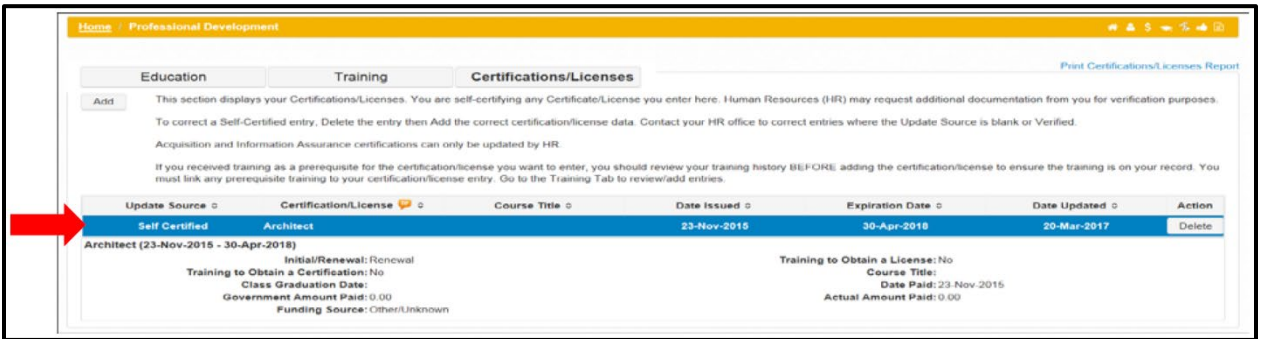 Home / Professional Development
Print Certifications/Licenses Report
Education Training Certifications/Licenses
Add
This section displays your Certifications/Licenses. You are self-certifying any Certificate/License you enter here. Human Resources (HR) may request additional documentation from you for verification purposes.
To correct a Self-Certified entry, Delete the entry then Add the correct certification/license data. Contact your HR office to correct entries where the Update Source is blank or Verified.
Acquisition and Information Assurance certifications can only be updated by HR.
If you received training as a prerequisite for the certification/license you want to enter, you should review your training history BEFORE adding the certification/license to ensure the training is on your record. You
must link any prerequisite training to your certification/license entry. Go to the Training Tab to review/add entries.
Update Source Certification/License Course Title Date Issued Expiration Date Date Updated Action
Self Certified Architect 23-Nov-2015 30-Apr-2018 20-Mar-2017 Delete
Architect (23-Nov-2015 - 30-Apr-2018)
Initial/Renewal: Renewal Training to Obtain a License: No
Training to Obtain a Certification: No Course Title:
Class Graduation Date: Date Paid: 23-Nov-2015
Government Amount Paid: 0.00 Actual Amount Paid: 0.00
Funding Source: Other/Unknown